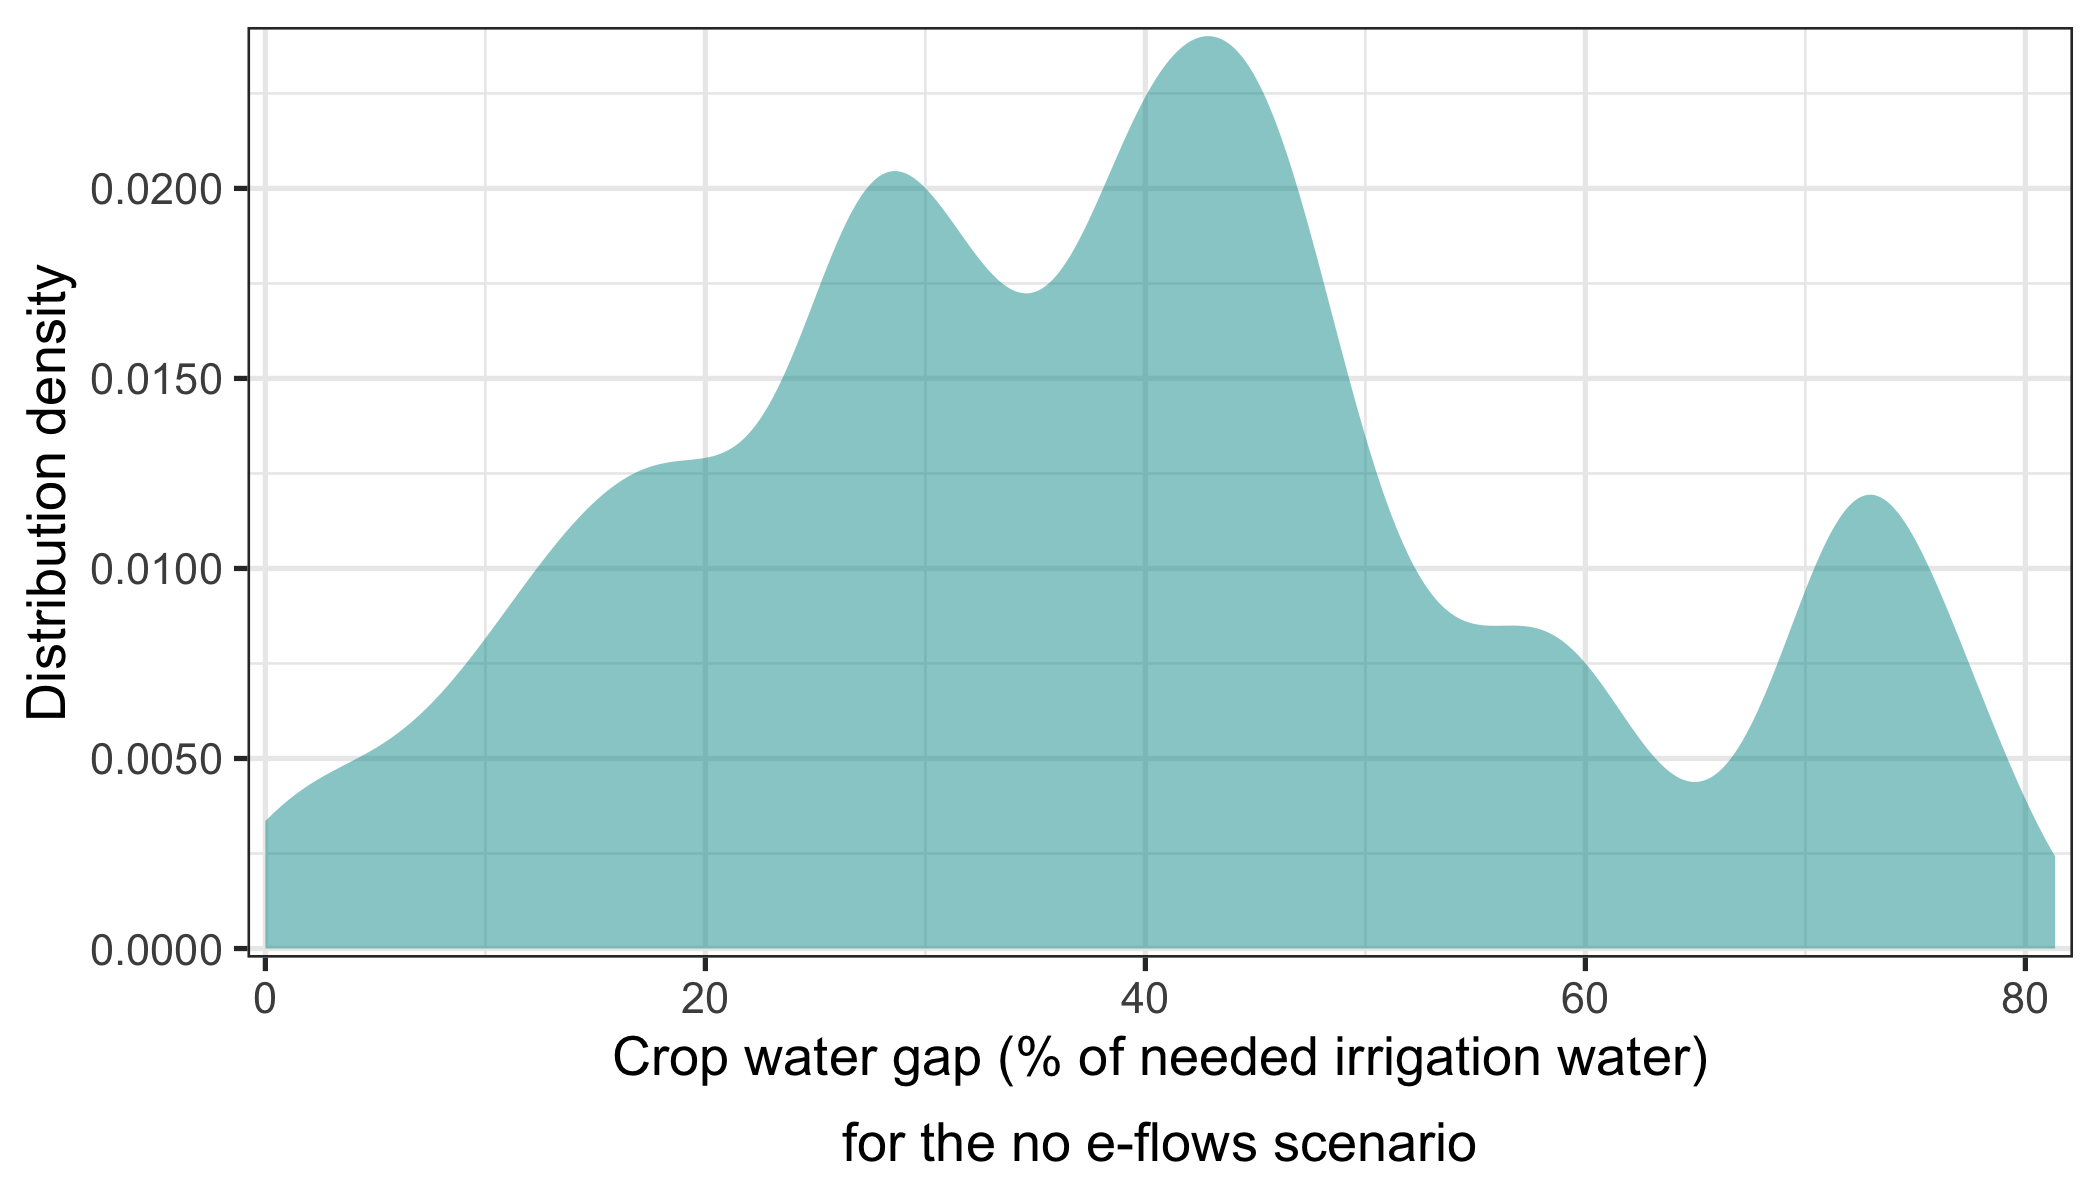 Distribution density
0.0200
0.0150
0.0100
0.0050
0.0000
0 20 40 60 80
Crop water gap (% of needed irrigation water)
for the no e-flows scenario